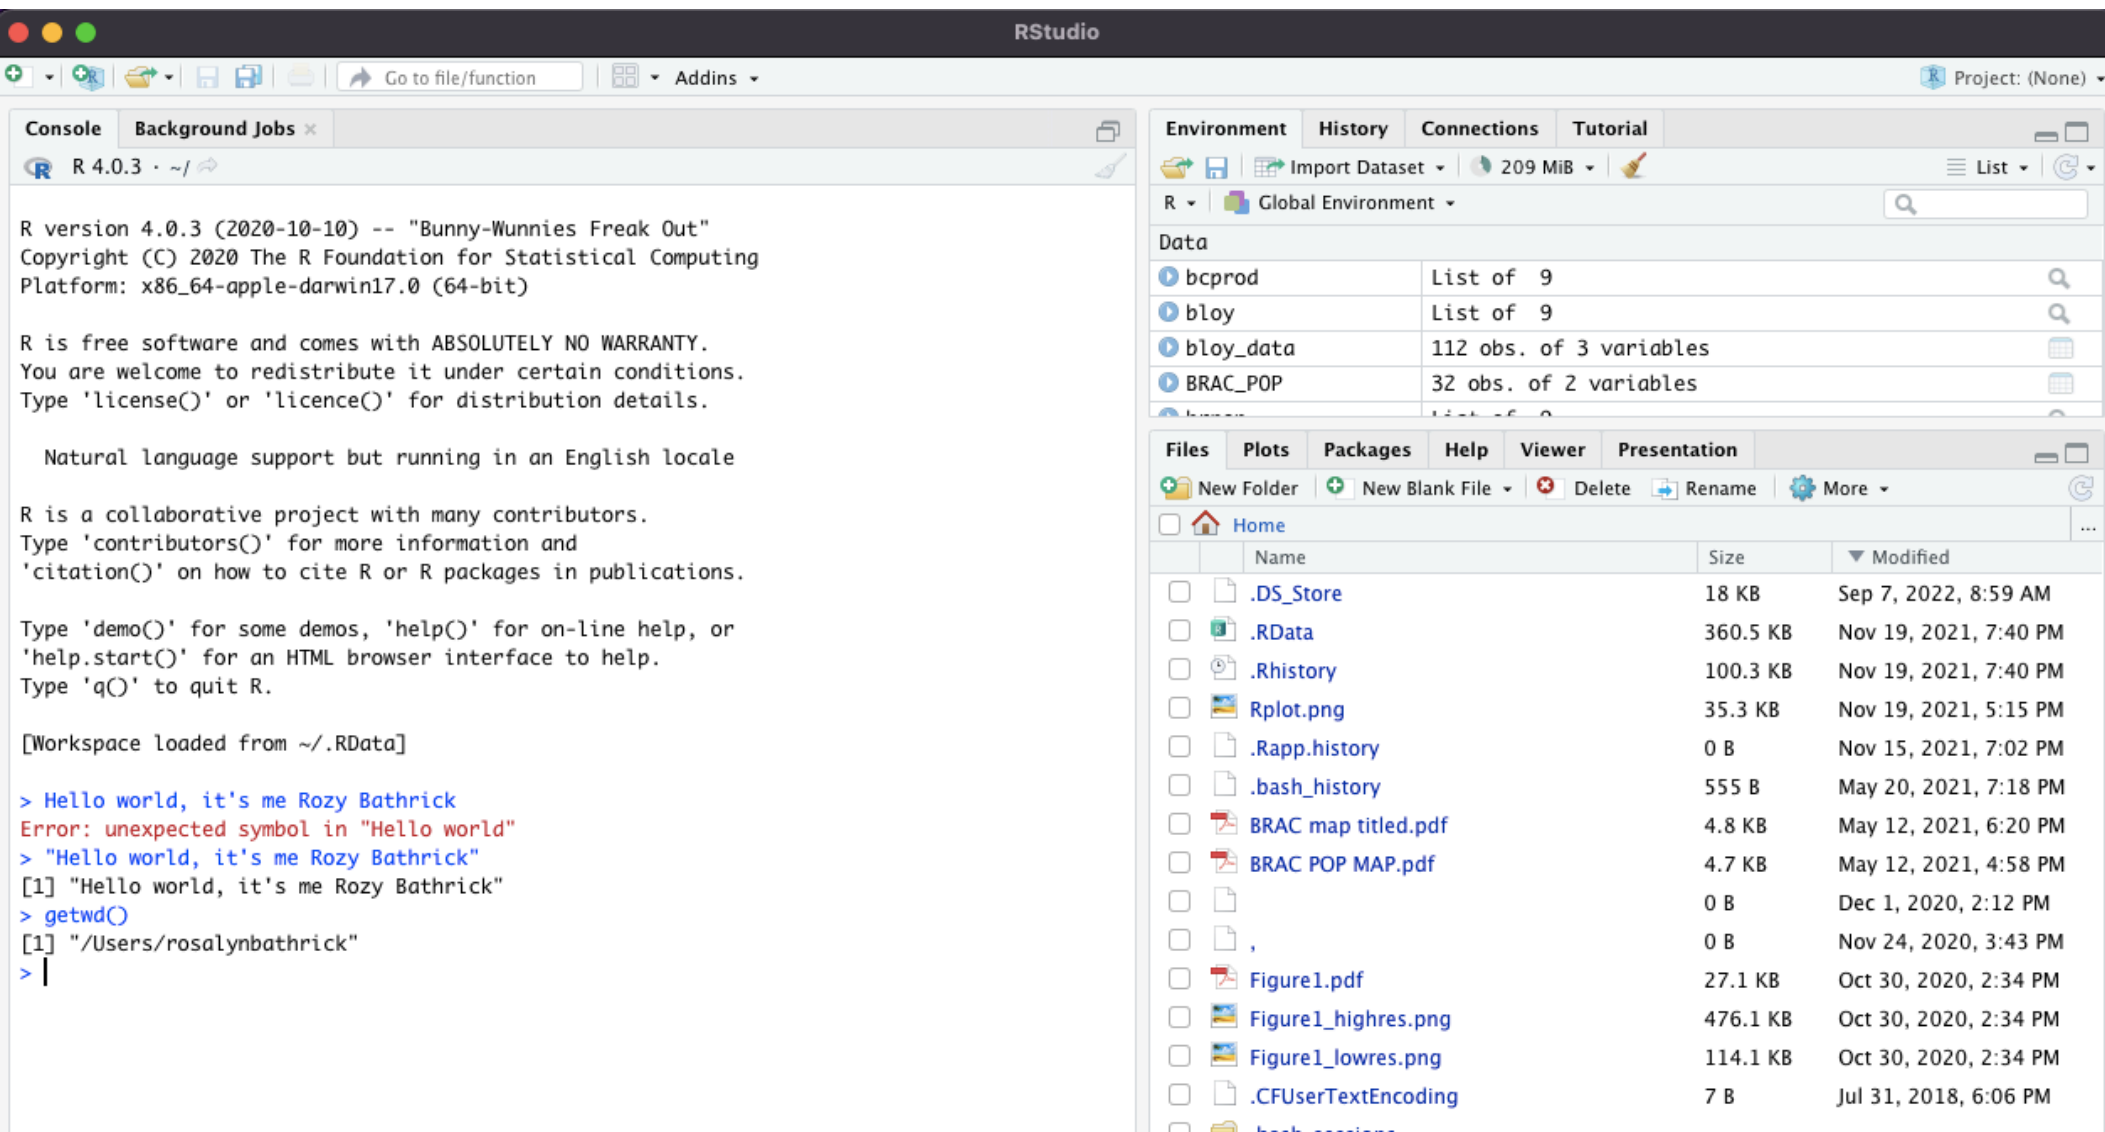 RStudio
Go to file/function
Addins
Project: (None)
Console
Background Jobs
R 4.0.3 · ~/
R version 4.0.3 (2020-10-10) -- "Bunny-Wunnies Freak Out"
Copyright (C) 2020 The R Foundation for Statistical Computing
Platform: x86_64-apple-darwin17.0 (64-bit)
R is free software and comes with ABSOLUTELY NO WARRANTY.
You are welcome to redistribute it under certain conditions.
Type 'license()' or 'licence()' for distribution details.
Natural language support but running in an English locale
R is a collaborative project with many contributors.
Type 'contributors()' for more information and
'citation()' on how to cite R or R packages in publications.
Type 'demo()' for some demos, 'help()' for on-line help, or
'help.start()' for an HTML browser interface to help.
Type 'q()' to quit R.
[Workspace loaded from ~/.RData]
> Hello world, it's me Rozy Bathrick
Error: unexpected symbol in "Hello world"
> "Hello world, it's me Rozy Bathrick"
[1] "Hello world, it's me Rozy Bathrick"
> getwd()
[1] "/Users/rosalynbathrick"
>
Environment History Connections Tutorial
Import Dataset 209 MiB List
R Global Environment
Data
bcprod List of 9
bloy List of 9
bloy_data 112 obs. of 3 variables
BRAC_POP 32 obs. of 2 variables
Files Plots Packages Help Viewer Presentation
New Folder New Blank File Delete Rename More
Home ...
Name Size Modified
.DS_Store 18 KB Sep 7, 2022, 8:59 AM
.RData 360.5 KB Nov 19, 2021, 7:40 PM
.Rhistory 100.3 KB Nov 19, 2021, 7:40 PM
Rplot.png 35.3 KB Nov 19, 2021, 5:15 PM
.Rapp.history 0 B Nov 15, 2021, 7:02 PM
.bash_history 555 B May 20, 2021, 7:18 PM
BRAC map titled.pdf 4.8 KB May 12, 2021, 6:20 PM
BRAC POP MAP.pdf 4.7 KB May 12, 2021, 4:58 PM
0 B Dec 1, 2020, 2:12 PM
, 0 B Nov 24, 2020, 3:43 PM
Figure1.pdf 27.1 KB Oct 30, 2020, 2:34 PM
Figure1_highres.png 476.1 KB Oct 30, 2020, 2:34 PM
Figure1_lowres.png 114.1 KB Oct 30, 2020, 2:34 PM
.CFUserTextEncoding 7 B Jul 31, 2018, 6:06 PM